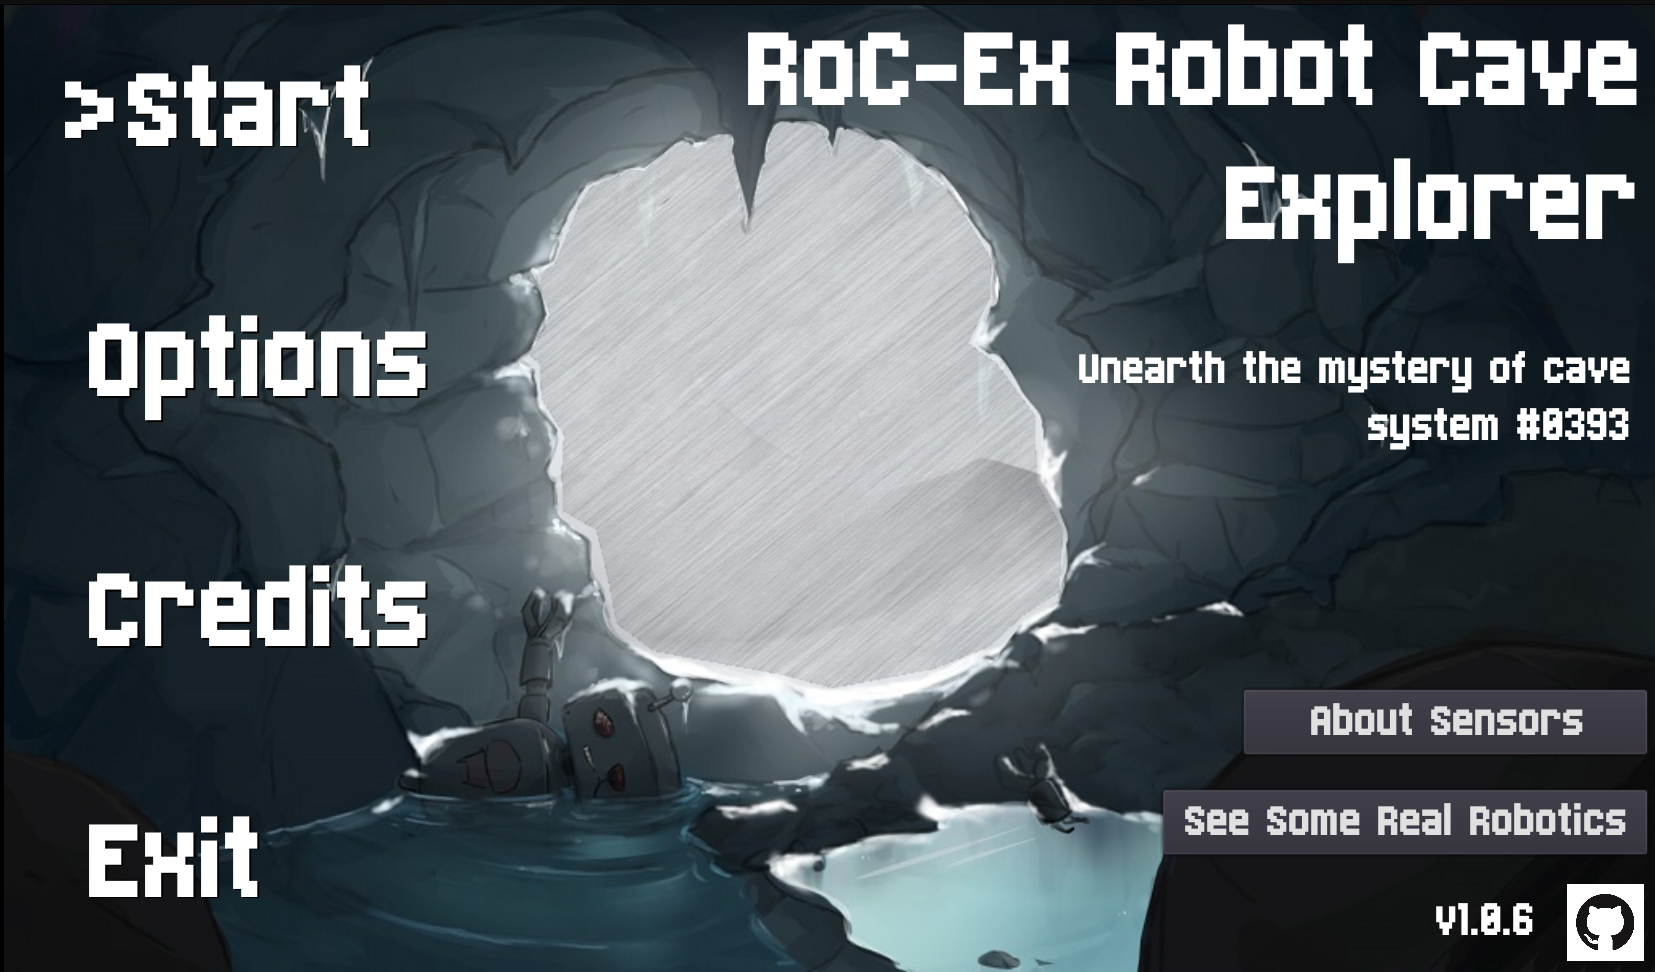 >Start
Options
Credits
Exit
RoC-Ex Robot Cave
Explorer
Unearth the mystery of cave
system #0393
About Sensors
See Some Real Robotics
v1.0.6